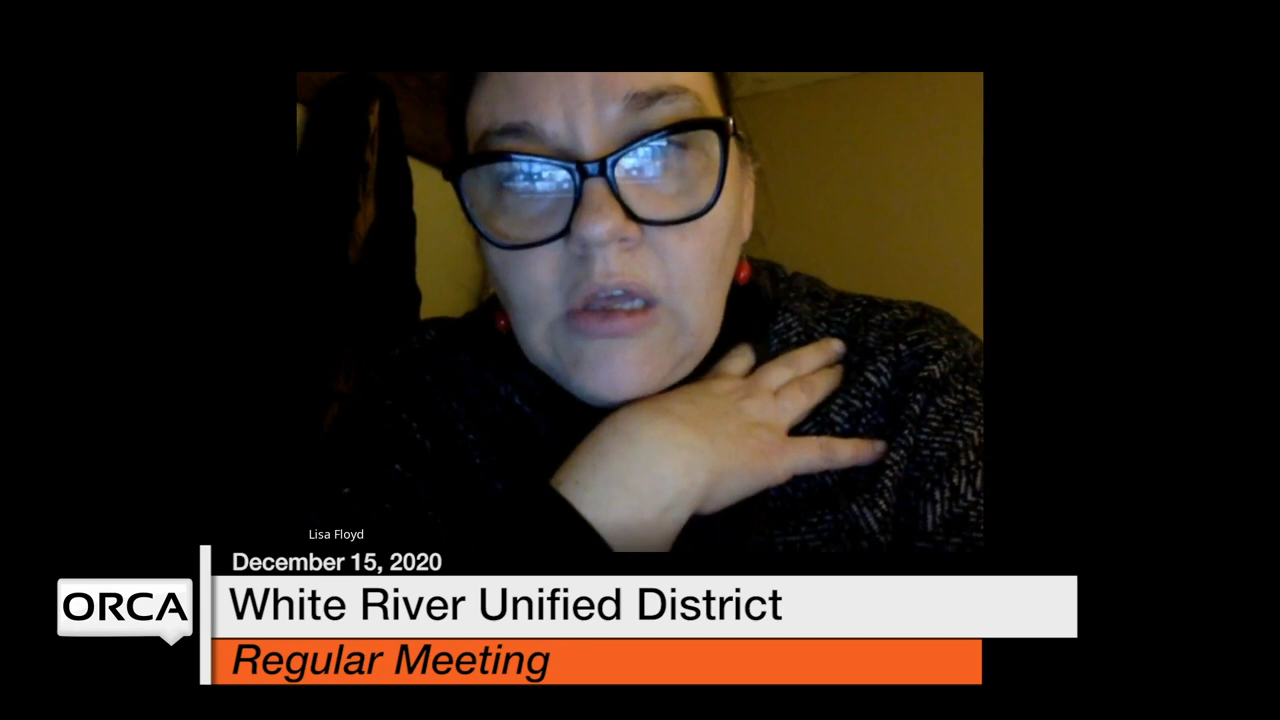 Lisa Floyd
December 15, 2020
White River Unified District
ORCA
Regular Meeting